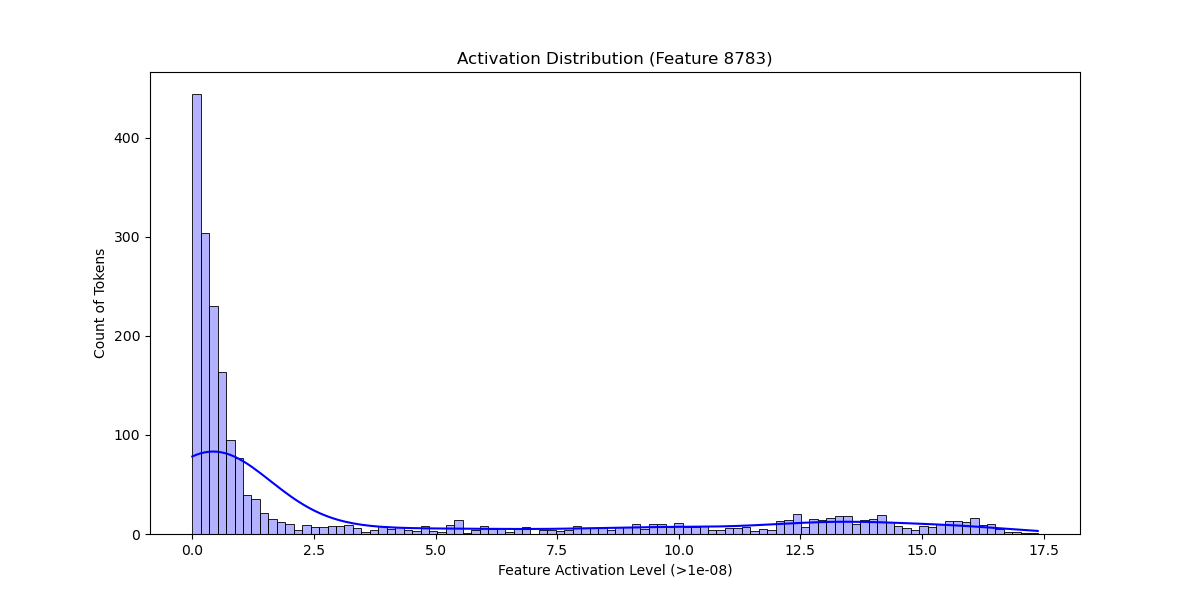 Activation Distribution (Feature 8783)
Count of Tokens
400
300
200
100
0
0.0 2.5 5.0 7.5 10.0 12.5 15.0 17.5
Feature Activation Level (>1e-08)